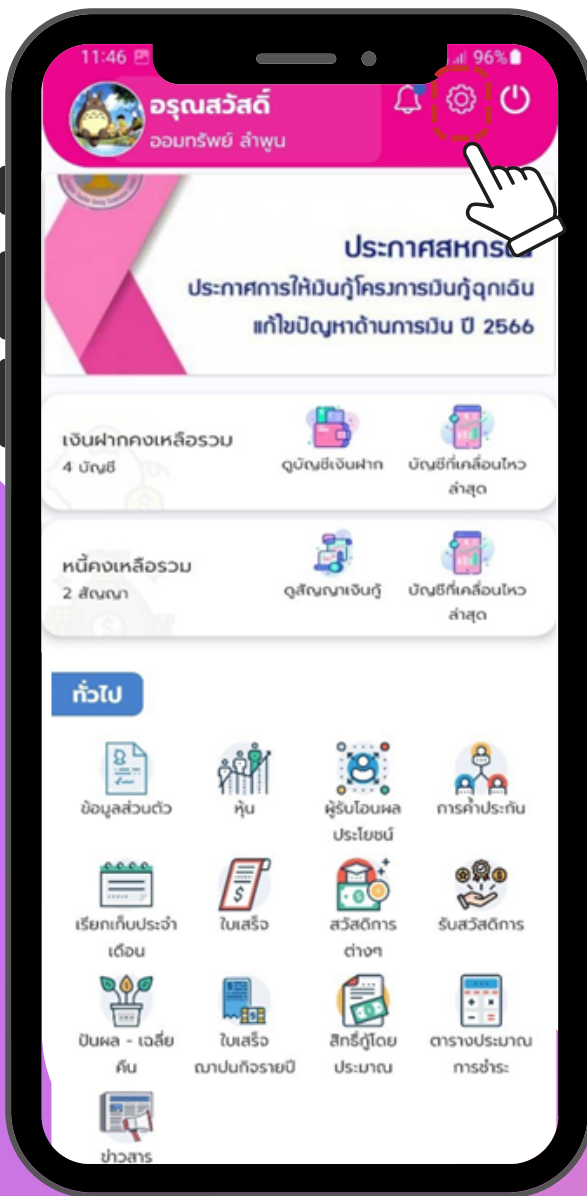 11:46
96%
อรุณสวัสดิ์
ออมทรัพย์ ลำพูน
ประกาศสหกรณ์
ประกาศการให้เงินกู้โครงการเงินกู้ฉุกเฉิน
แก้ไขปัญหาด้านการเงิน ปี 2566
เงินฝากคงเหลือรวม
4 บัญชี
ดูบัญชีเงินฝาก
บัญชีที่เคลื่อนไหว
ล่าสุด
หนี้คงเหลือรวม
2 สัญญา
ดูสัญญาเงินกู้
บัญชีที่เคลื่อนไหว
ล่าสุด
ทั่วไป
ข้อมูลส่วนตัว
หุ้น
ผู้รับโอนผล
ประโยชน์
การค้ำประกัน
เรียกเก็บประจำ
เดือน
ใบเสร็จ
สวัสดิการ
ต่างๆ
รับสวัสดิการ
ปันผล - เฉลี่ย
คืน
ใบเสร็จ
ฌาปนกิจรายปี
สิทธิ์กู้โดย
ประมาณ
ตารางประมาณ
การชำระ
ข่าวสาร